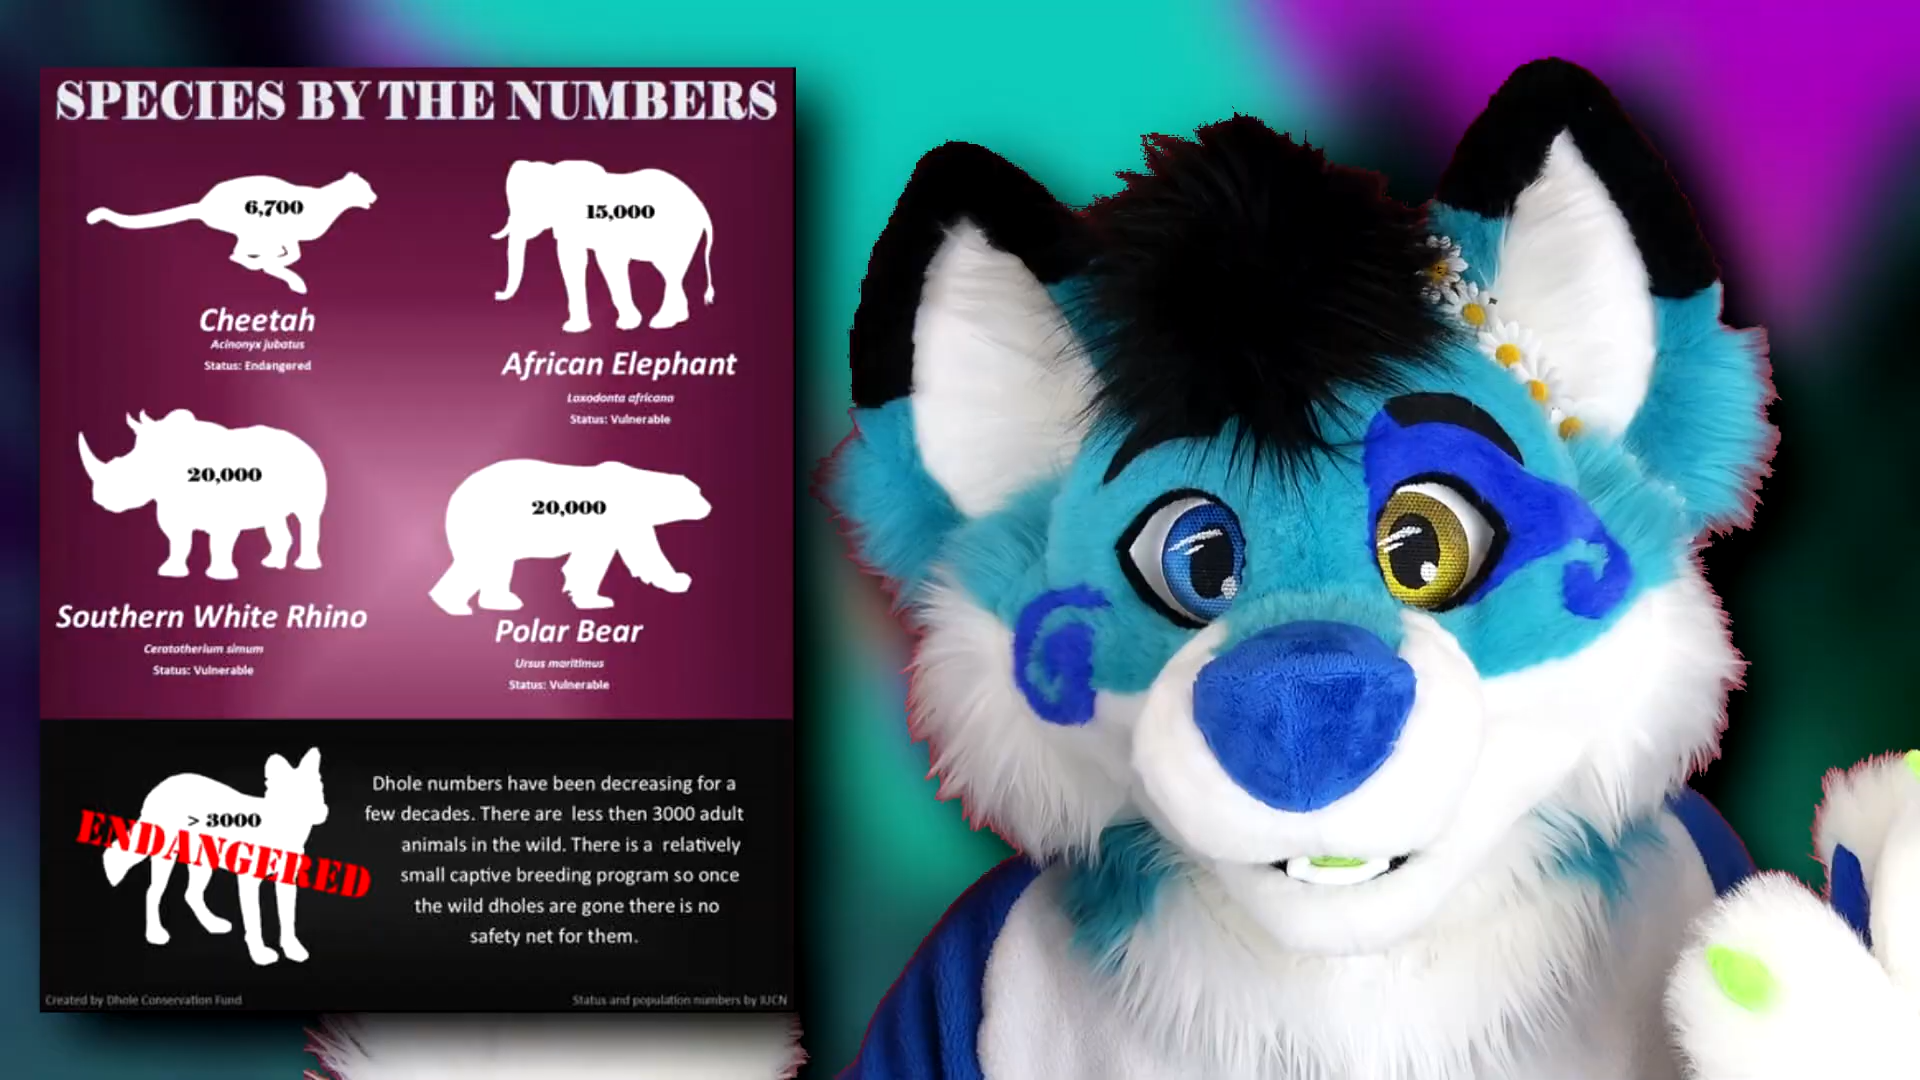 SPECIES BY THE NUMBERS
6,700
Cheetah
Acinonyx jubatus
Status: Endangered
15,000
African Elephant
Loxodonta africana
Status: Vulnerable
20,000
Southern White Rhino
Ceratotherium simum
Status: Vulnerable
20,000
Polar Bear
Ursus maritimus
Status: Vulnerable
> 3000
ENDANGERED
Dhole numbers have been decreasing for a
few decades. There are less then 3000 adult
animals in the wild. There is a relatively
small captive breeding program so once
the wild dholes are gone there is no
safety net for them.
Created by Dhole Conservation Fund
Status and population numbers by IUCN